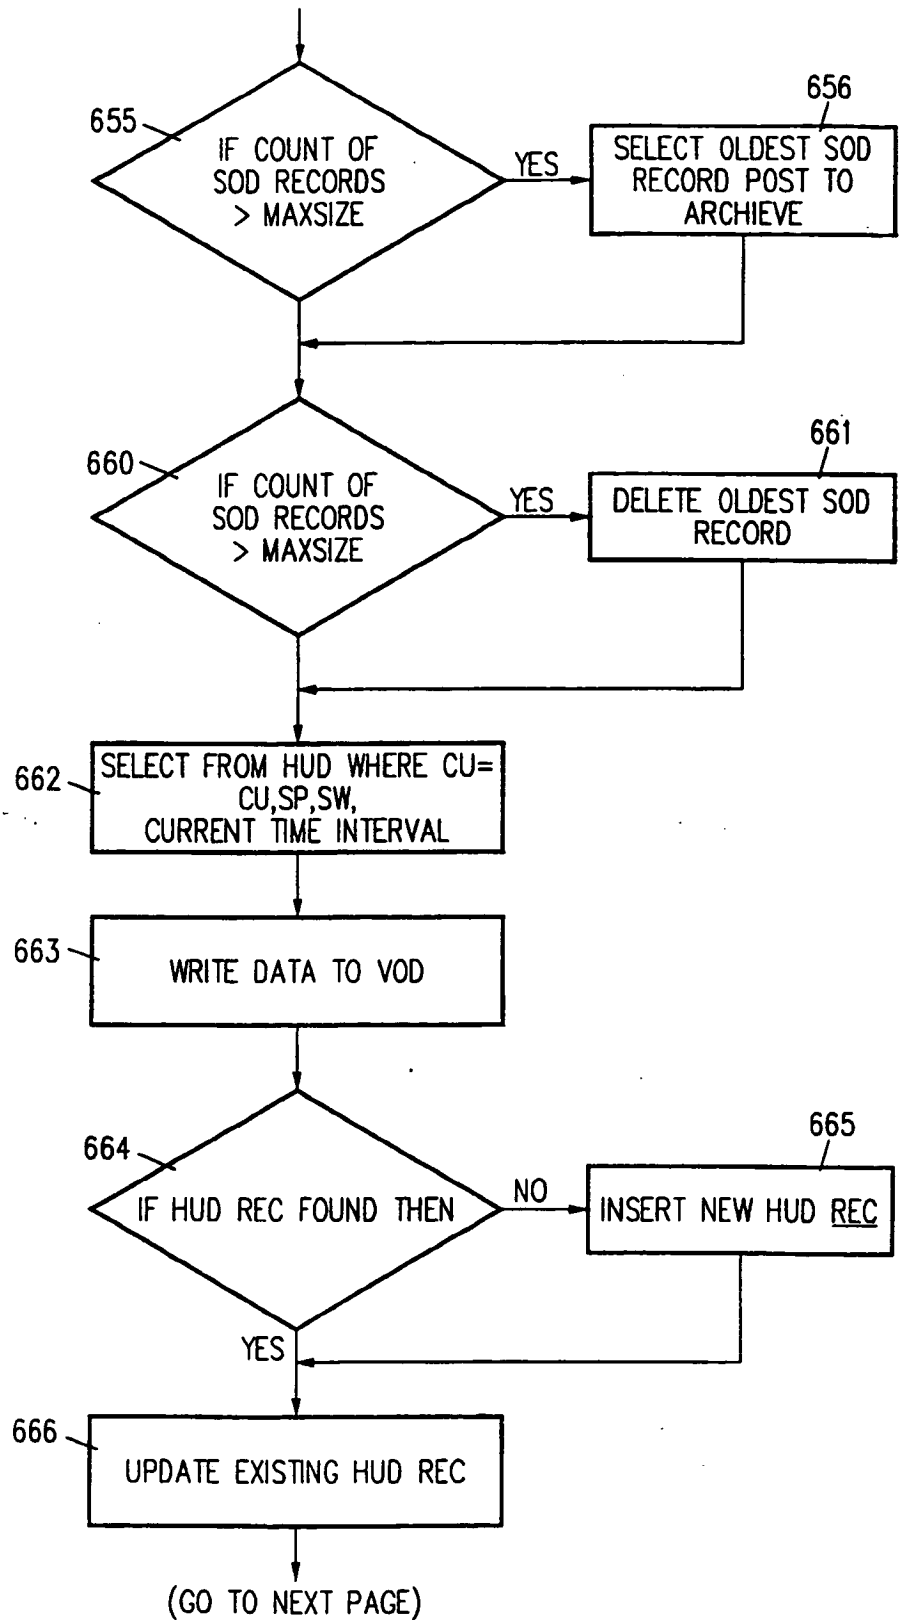 655
IF COUNT OF
SOD RECORDS
> MAXSIZE
YES
656
SELECT OLDEST SOD
RECORD POST TO
ARCHIEVE
660
IF COUNT OF
SOD RECORDS
> MAXSIZE
YES
661
DELETE OLDEST SOD
RECORD
662
SELECT FROM HUD WHERE CU=
CU,SP,SW,
CURRENT TIME INTERVAL
663
WRITE DATA TO VOD
664
IF HUD REC FOUND THEN
NO
665
INSERT NEW HUD REC
YES
666
UPDATE EXISTING HUD REC
(GO TO NEXT PAGE)